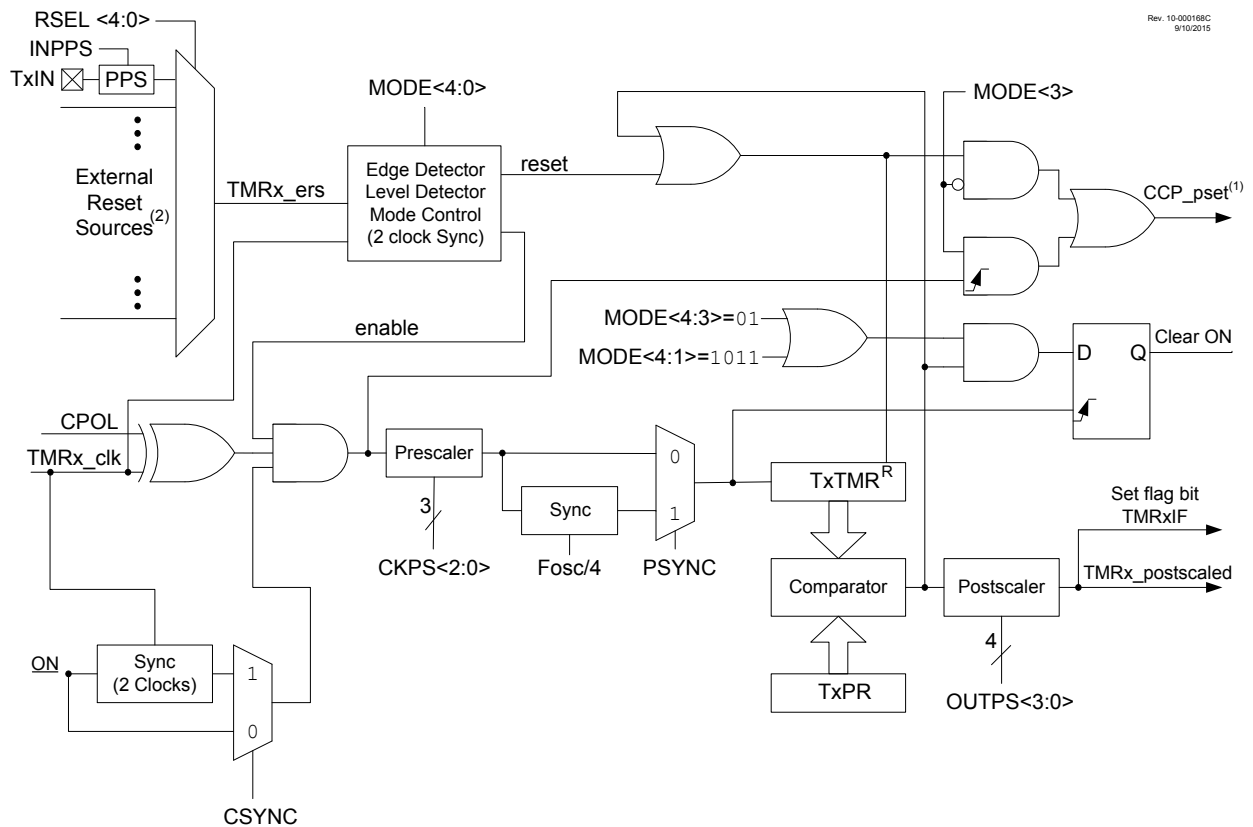 Rev. 10-000168C
9/10/2015
RSEL <4:0>
INPPS
TxIN
PPS
MODE<4:0>
MODE<3>
External
Reset
Sources(2)
TMRx_ers
Edge Detector
Level Detector
Mode Control
(2 clock Sync)
reset
CCP_pset(1)
enable
MODE<4:3>=01
MODE<4:1>=1011
D
Q
Clear ON
CPOL
TMRx_clk
Prescaler
0
1
Sync
3
CKPS<2:0>
Fosc/4
PSYNC
TxTMR
R
Set flag bit
TMRxIF
Comparator
Postscaler
TMRx_postscaled
4
OUTPS<3:0>
TxPR
ON
Sync
(2 Clocks)
1
0
CSYNC